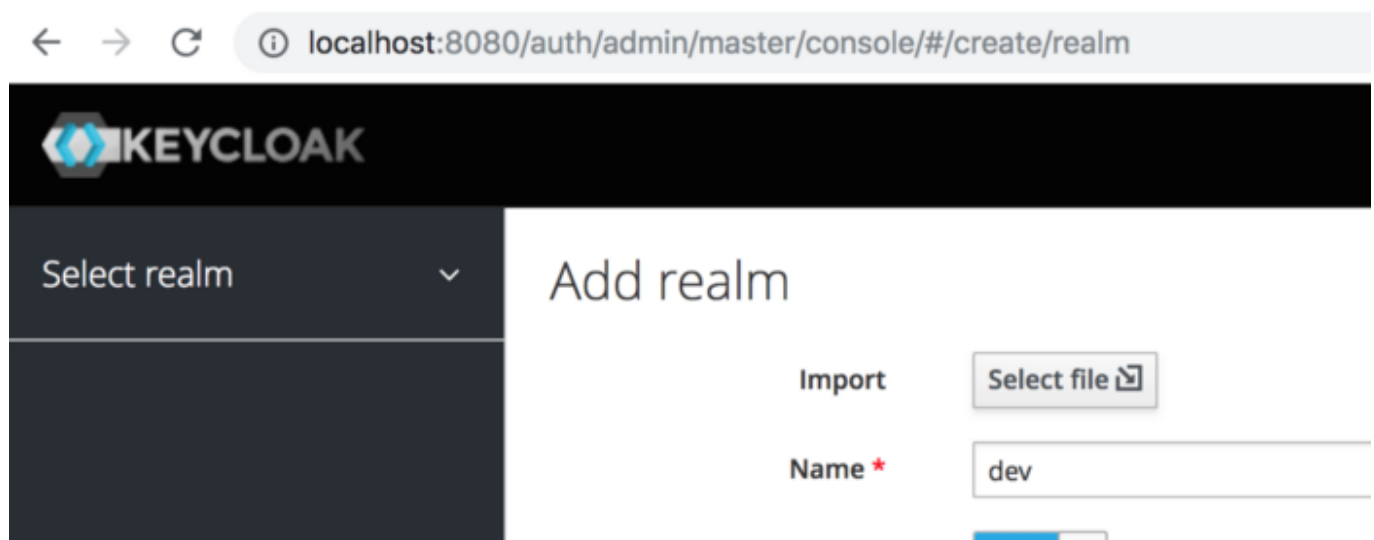 localhost:8080/auth/admin/master/console/#/create/realm
KEYCLOAK
Select realm
Add realm
Import
Select file
Name *
dev